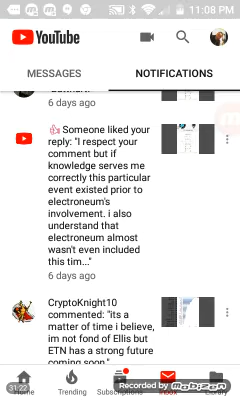 11:08 PM
YouTube
MESSAGES
NOTIFICATIONS
6 days ago
Someone liked your
reply: "I respect your
comment but if
knowledge serves me
correctly this particular
event existed prior to
electroneum's
involvement. i also
understand that
electroneum almost
wasn't even included
this tim..."
6 days ago
CryptoKnight10
commented: "its a
matter of time i believe,
im not fond of Ellis but
ETN has a strong future
coming soon."
31:22
Home
Trending
Subscriptions
Inbox
Library
Recorded by mobizen